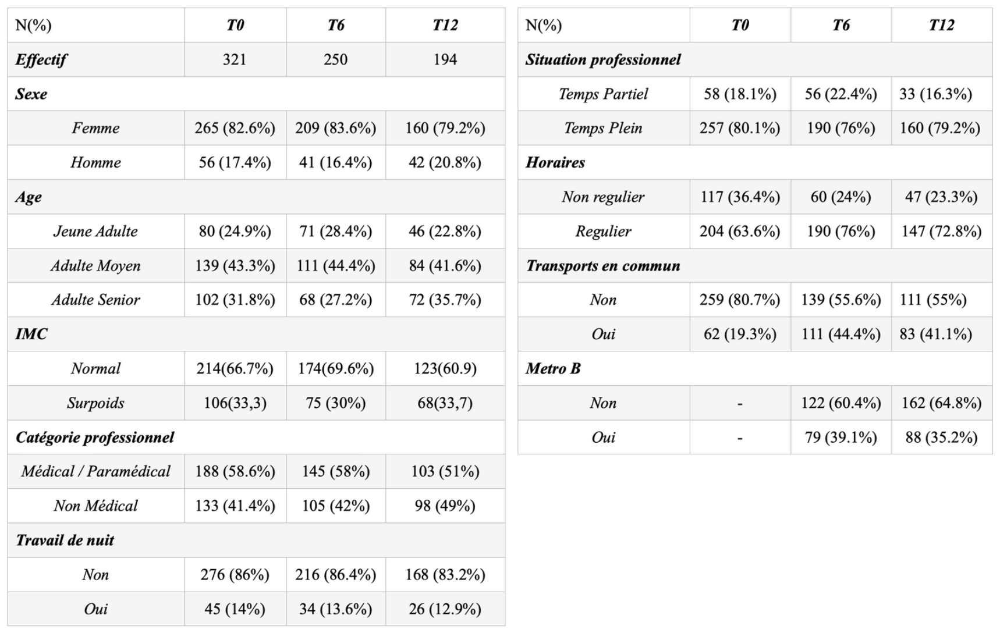 N(%) T0 T6 T12
Effectif 321 250 194
Sexe
Femme 265 (82.6%) 209 (83.6%) 160 (79.2%)
Homme 56 (17.4%) 41 (16.4%) 42 (20.8%)
Age
Jeune Adulte 80 (24.9%) 71 (28.4%) 46 (22.8%)
Adulte Moyen 139 (43.3%) 111 (44.4%) 84 (41.6%)
Adulte Senior 102 (31.8%) 68 (27.2%) 72 (35.7%)
IMC
Normal 214(66.7%) 174(69.6%) 123(60.9)
Surpoids 106(33,3) 75 (30%) 68(33,7)
Catégorie professionnel
Médical / Paramédical 188 (58.6%) 145 (58%) 103 (51%)
Non Médical 133 (41.4%) 105 (42%) 98 (49%)
Travail de nuit
Non 276 (86%) 216 (86.4%) 168 (83.2%)
Oui 45 (14%) 34 (13.6%) 26 (12.9%)
N(%) T0 T6 T12
Situation professionnel
Temps Partiel 58 (18.1%) 56 (22.4%) 33 (16.3%)
Temps Plein 257 (80.1%) 190 (76%) 160 (79.2%)
Horaires
Non regulier 117 (36.4%) 60 (24%) 47 (23.3%)
Regulier 204 (63.6%) 190 (76%) 147 (72.8%)
Transports en commun
Non 259 (80.7%) 139 (55.6%) 111 (55%)
Oui 62 (19.3%) 111 (44.4%) 83 (41.1%)
Metro B
Non - 122 (60.4%) 162 (64.8%)
Oui - 79 (39.1%) 88 (35.2%)